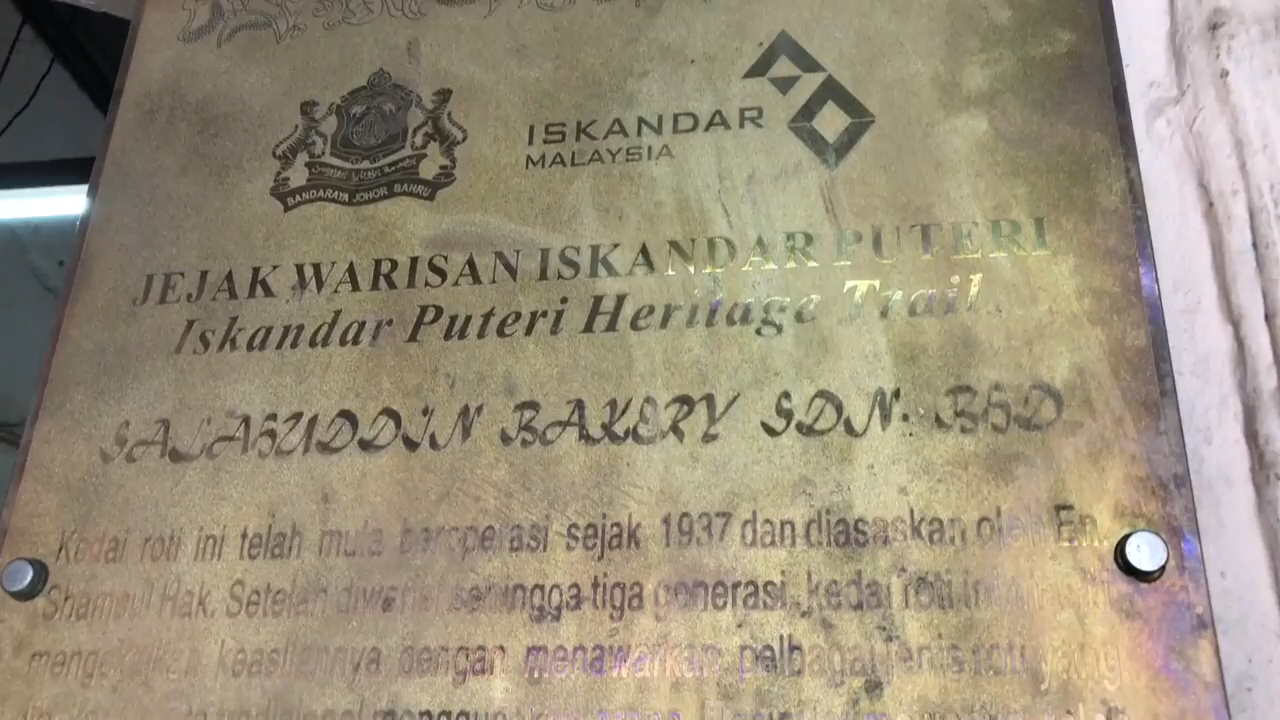 BANDARAYA JOHOR BAHRU
ISKANDAR
MALAYSIA
JEJAK WARISAN ISKANDAR PUTERI
Iskandar Puteri Heritage Trail
SALAHUDDIN BAKERY SDN. BHD
Kedai roti ini telah mula beroperasi sejak 1937 dan diasaskan oleh En.
Shamsul Hak. Setelah diwarisi sehingga tiga generasi, kedai roti ini
keasliannya dengan menawarkan pelbagai jenis roti yang